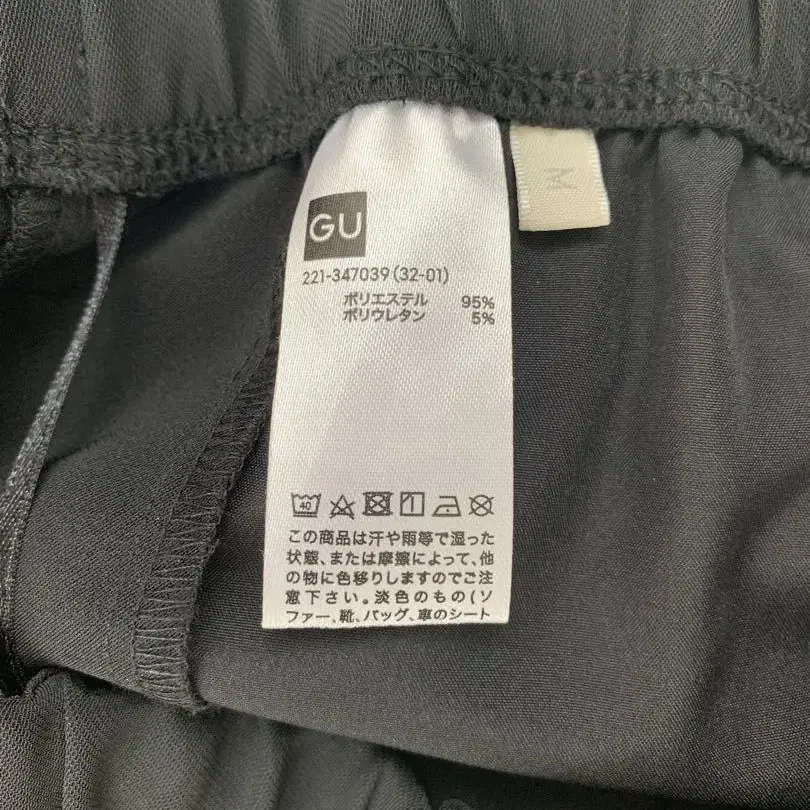 GU
M
221-347039(32-01)
ポリエステル 95%
ポリウレタン 5%
40
この商品は汗や雨等で湿った
状態、または摩擦によって、他
の物に色移りしますのでご注
意下さい。淡色のもの(ソ
ファー、靴、バッグ、車のシート